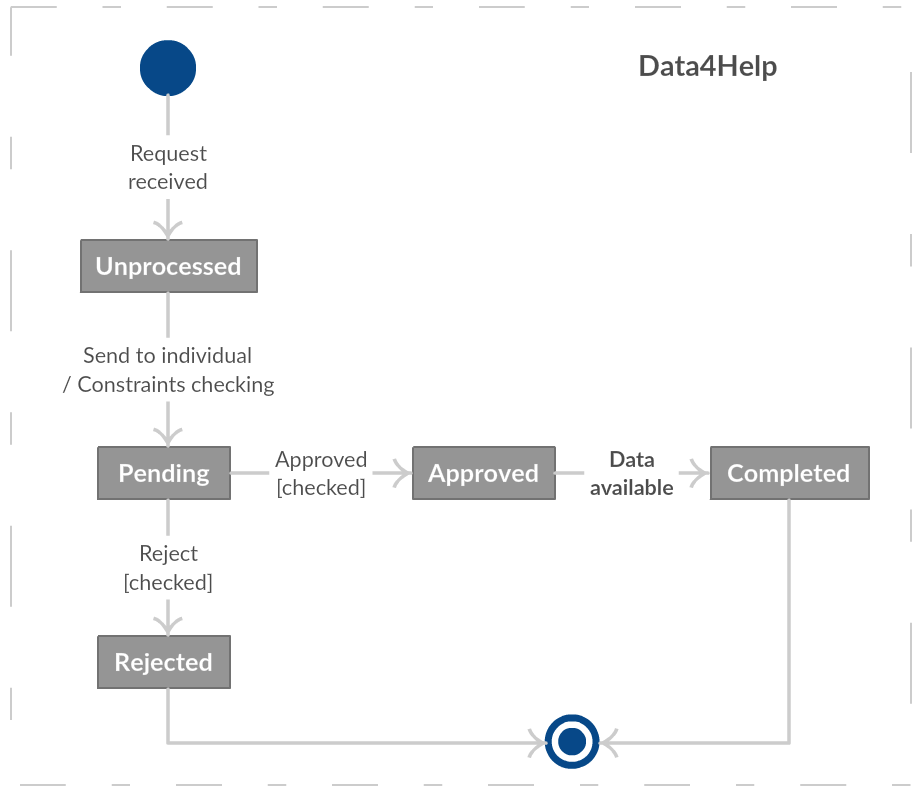 Data4Help
Request
received
Unprocessed
Send to individual
/ Constraints checking
Pending
Approved
[checked]
Approved
Data
available
Completed
Reject
[checked]
Rejected